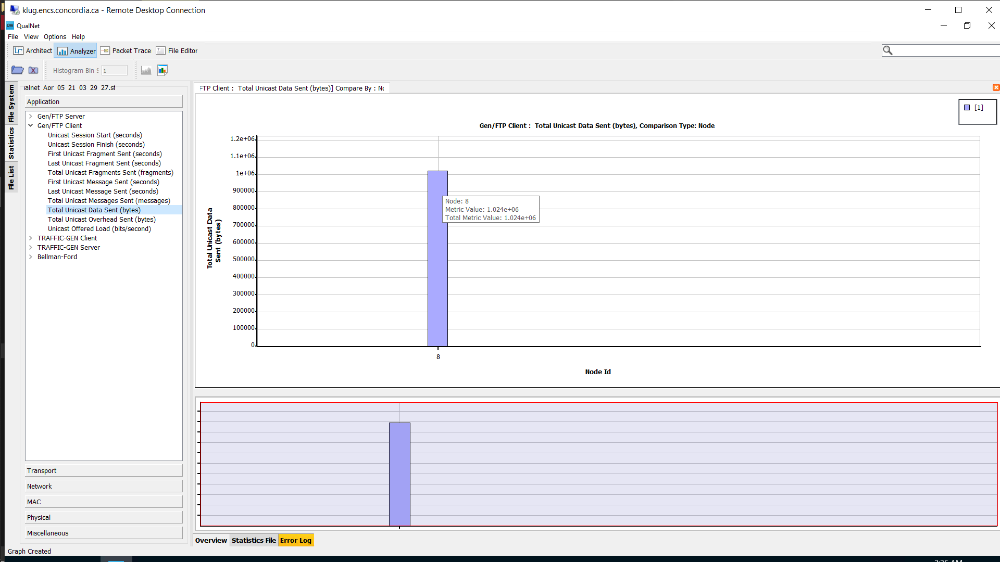 klug.encs.concordia.ca - Remote Desktop Connection
QN QualNet
File View Options Help
Architect Analyzer Packet Trace File Editor
Histogram Bin S 1
File System
Statistics
File List
alnet Apr 05 21 03 29 27.st
Application
Gen/FTP Server
Gen/FTP Client
Unicast Session Start (seconds)
Unicast Session Finish (seconds)
First Unicast Fragment Sent (seconds)
Last Unicast Fragment Sent (seconds)
Total Unicast Fragments Sent (fragments)
First Unicast Message Sent (seconds)
Last Unicast Message Sent (seconds)
Total Unicast Messages Sent (messages)
Total Unicast Data Sent (bytes)
Total Unicast Overhead Sent (bytes)
Unicast Offered Load (bits/second)
TRAFFIC-GEN Client
TRAFFIC-GEN Server
Bellman-Ford
Transport
Network
MAC
Physical
Miscellaneous
FTP Client : Total Unicast Data Sent (bytes)] Compare By : No
[1]
Gen/FTP Client : Total Unicast Data Sent (bytes), Comparison Type: Node
1.2e+06
1.1e+06
1e+06
900000
800000
700000
600000
500000
400000
300000
200000
100000
0
Total Unicast Data
Sent (bytes)
Node: 8
Metric Value: 1.024e+06
Total Metric Value: 1.024e+06
8
Node Id
Overview Statistics File Error Log
Graph Created